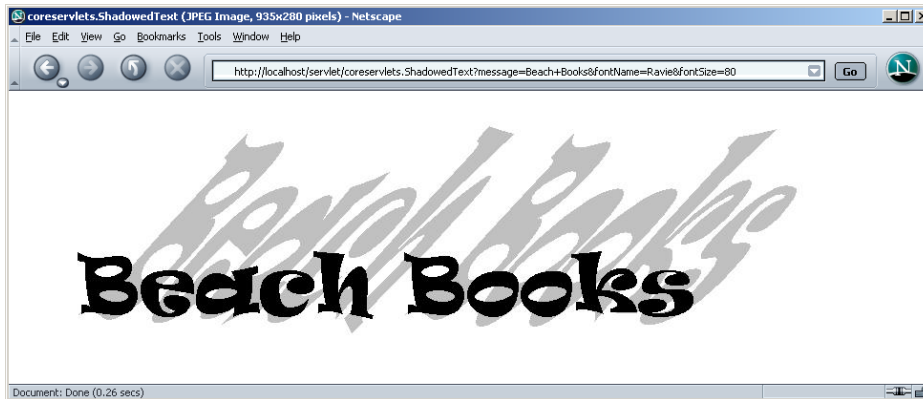 coreservlets.ShadowedText (JPEG Image, 935x280 pixels) - Netscape
File Edit View Go Bookmarks Tools Window Help
http://localhost/servlet/coreservlets.ShadowedText?message=Beach+Books&fontName=Ravie&fontSize=80 Go N
Beach Books
Beach Books
Document: Done (0.26 secs)